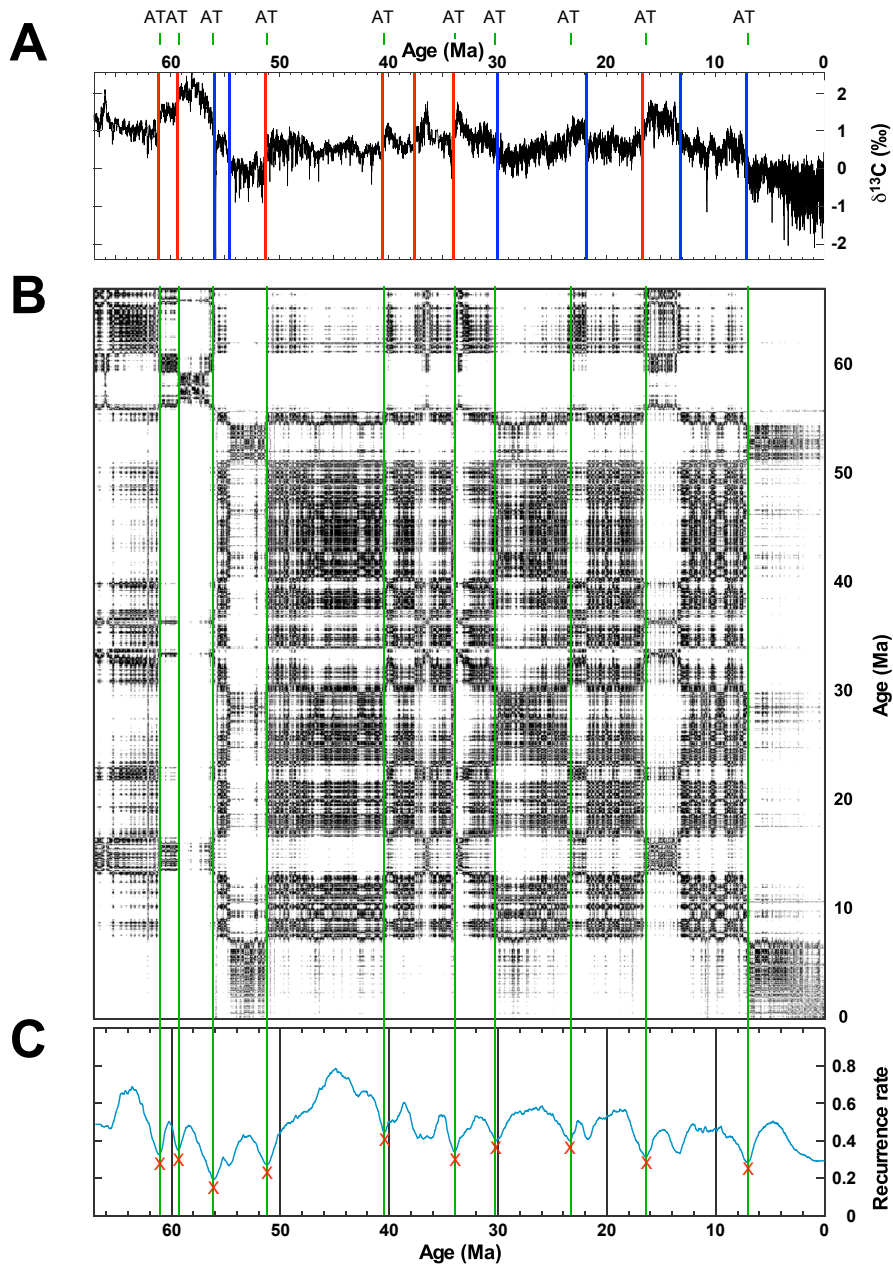 ATAT AT AT AT AT AT AT AT AT
A
Age (Ma)
60 50 40 30 20 10 0
2
1
0
-1
-2
δ13C (‰)
B
60
50
40
30
20
10
0
Age (Ma)
C
0.8
0.6
0.4
0.2
0
Recurrence rate
60 50 40 30 20 10 0
Age (Ma)